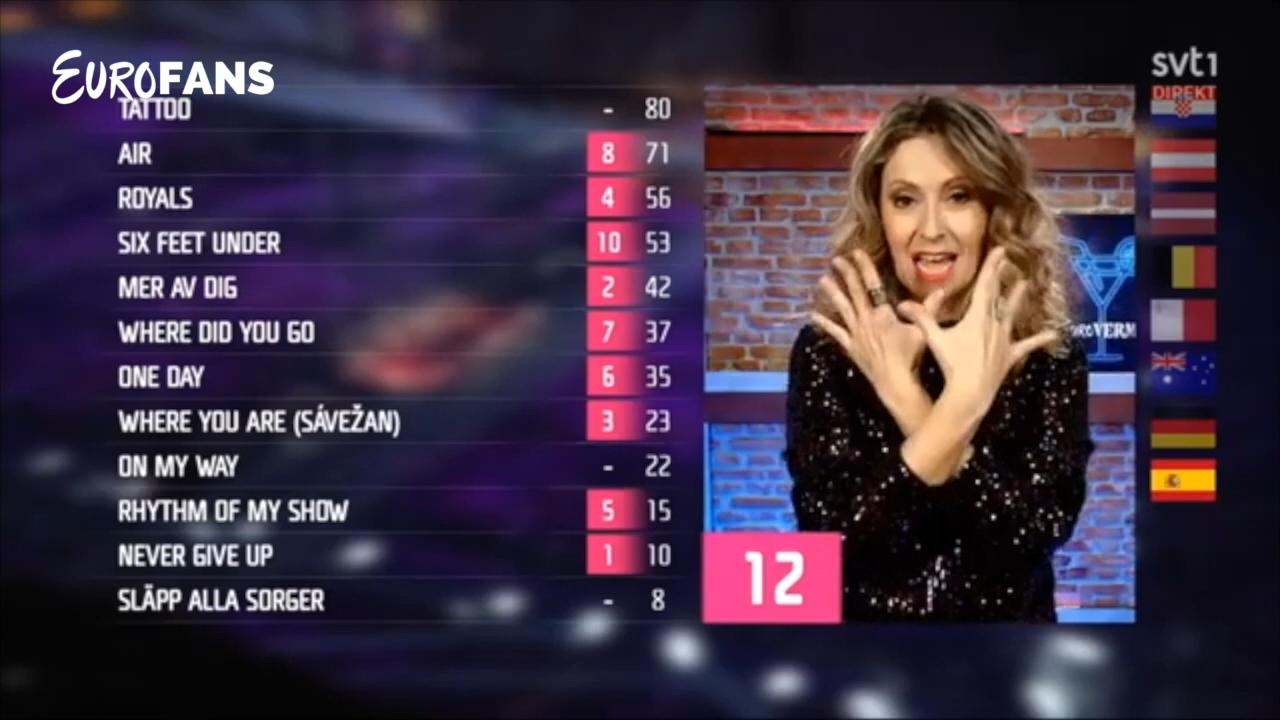 EUROFANS
svt1
DIREKT
TATTOO - 80
AIR 8 71
ROYALS 4 56
SIX FEET UNDER 10 53
MER AV DIG 2 42
WHERE DID YOU GO 7 37
ONE DAY 6 35
WHERE YOU ARE (SÁVEŽAN) 3 23
ON MY WAY - 22
RHYTHM OF MY SHOW 5 15
NEVER GIVE UP 1 10
SLÄPP ALLA SORGER - 8
12